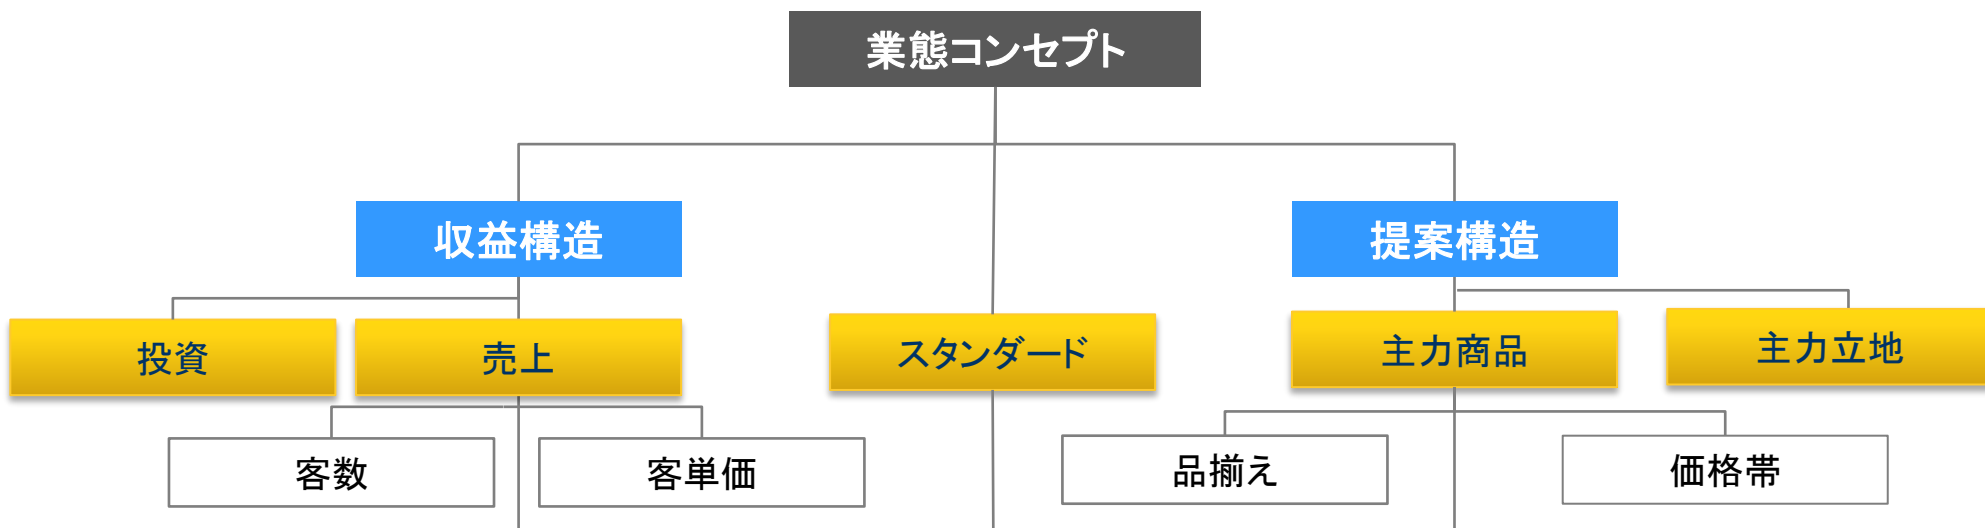 業態コンセプト
収益構造
提案構造
投資
売上
スタンダード
主力商品
主力立地
客数
客単価
品揃え
価格帯